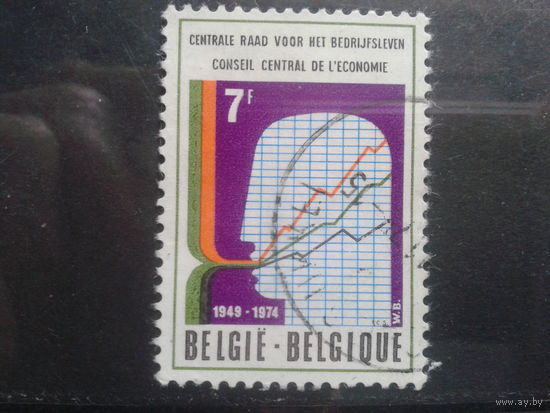 CENTRALE RAAD VOOR HET BEDRIJFSLEVEN
CONSEIL CENTRAL DE L'ECONOMIE
7F
1949 - 1974
W.B.
BELGIË - BELGIQUE
www.ay.by